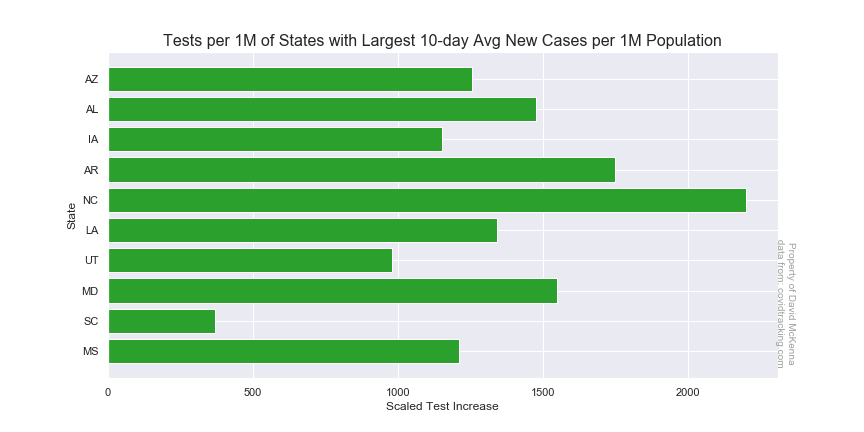 Tests per 1M of States with Largest 10-day Avg New Cases per 1M Population
State
AZ
AL
IA
AR
NC
LA
UT
MD
SC
MS
0 500 1000 1500 2000
Scaled Test Increase
Property of David McKenna
data from: covidtracking.com